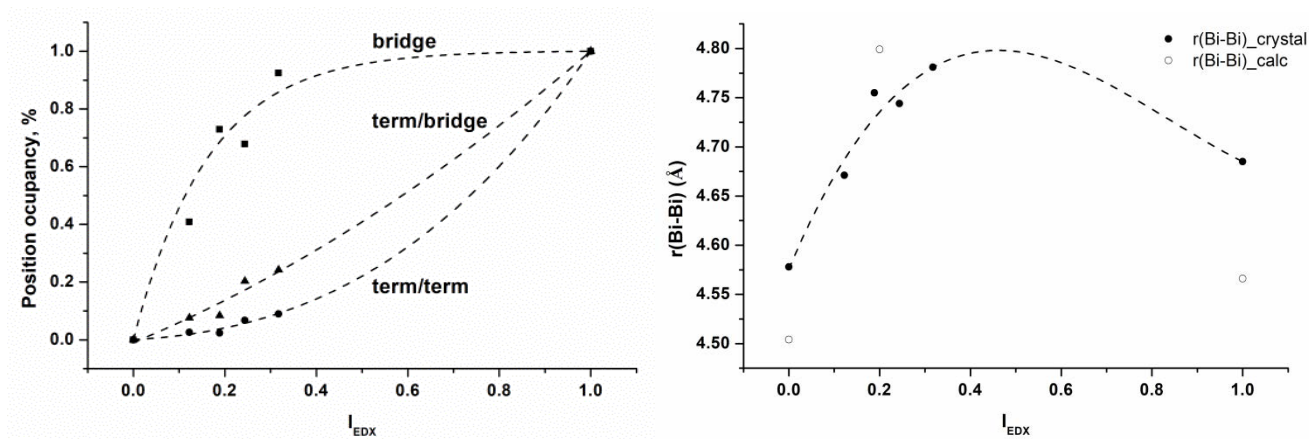 bridge
term/bridge
term/term
Position ocupancy, %
1.0
0.8
0.6
0.4
0.2
0.0
0.0 0.2 0.4 0.6 0.8 1.0
I EDX
r(Bi-Bi)_crystal
r(Bi-Bi)_calc
r(Bi-Bi) (Å)
4.80
4.75
4.70
4.65
4.60
4.55
4.50
0.0 0.2 0.4 0.6 0.8 1.0
I EDX